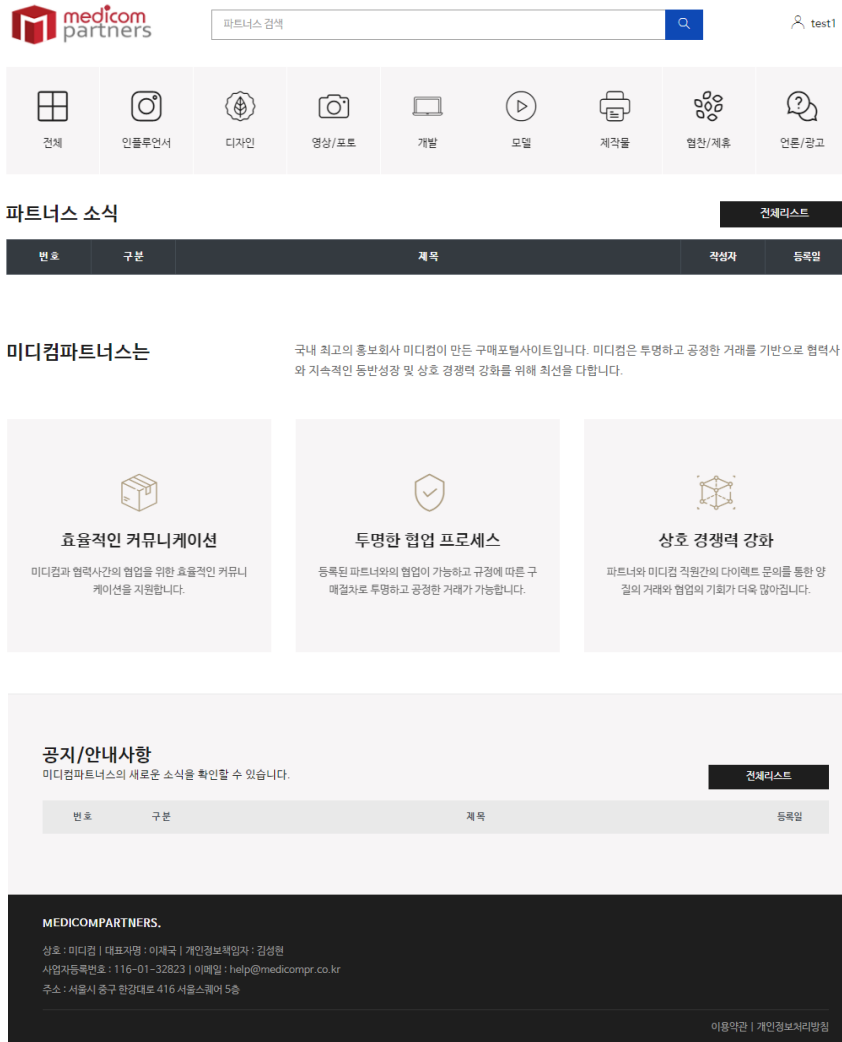 medicom
partners
파트너스 검색
test1
전체
인플루언서
디자인
영상/포토
개발
모델
제작물
협찬/제휴
언론/광고
파트너스 소식
전체리스트
번호 구분 제목 작성자 등록일
미디컴파트너스는
국내 최고의 홍보회사 미디컴이 만든 구매포털사이트입니다. 미디컴은 투명하고 공정한 거래를 기반으로 협력사
와 지속적인 동반성장 및 상호 경쟁력 강화를 위해 최선을 다합니다.
효율적인 커뮤니케이션
미디컴과 협력사간의 협업을 위한 효율적인 커뮤니
케이션을 지원합니다.
투명한 협업 프로세스
등록된 파트너와의 협업이 가능하고 규정에 따른 구
매절차로 투명하고 공정한 거래가 가능합니다.
상호 경쟁력 강화
파트너와 미디컴 직원간의 다이렉트 문의를 통한 양
질의 거래와 협업의 기회가 더욱 많아집니다.
공지/안내사항
미디컴파트너스의 새로운 소식을 확인할 수 있습니다.
전체리스트
번호 구분 제목 등록일
MEDICOMPARTNERS.
상호 : 미디컴 | 대표자명 : 이재국 | 개인정보책임자 : 김성현
사업자등록번호 : 116-01-32823 | 이메일 : help@medicompr.co.kr
주소 : 서울시 중구 한강대로 416 서울스퀘어 5층
이용약관 | 개인정보처리방침